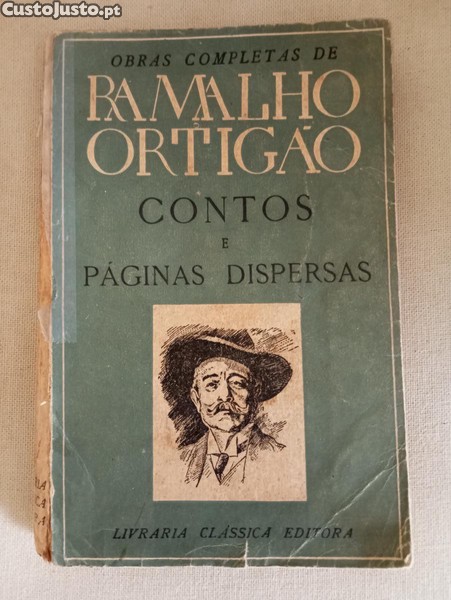 CustoJusto.pt
OBRAS COMPLETAS DE
RAMALHO
ORTIGÃO
CONTOS
E
PÁGINAS DISPERSAS
LIVRARIA CLÁSSICA EDITORA